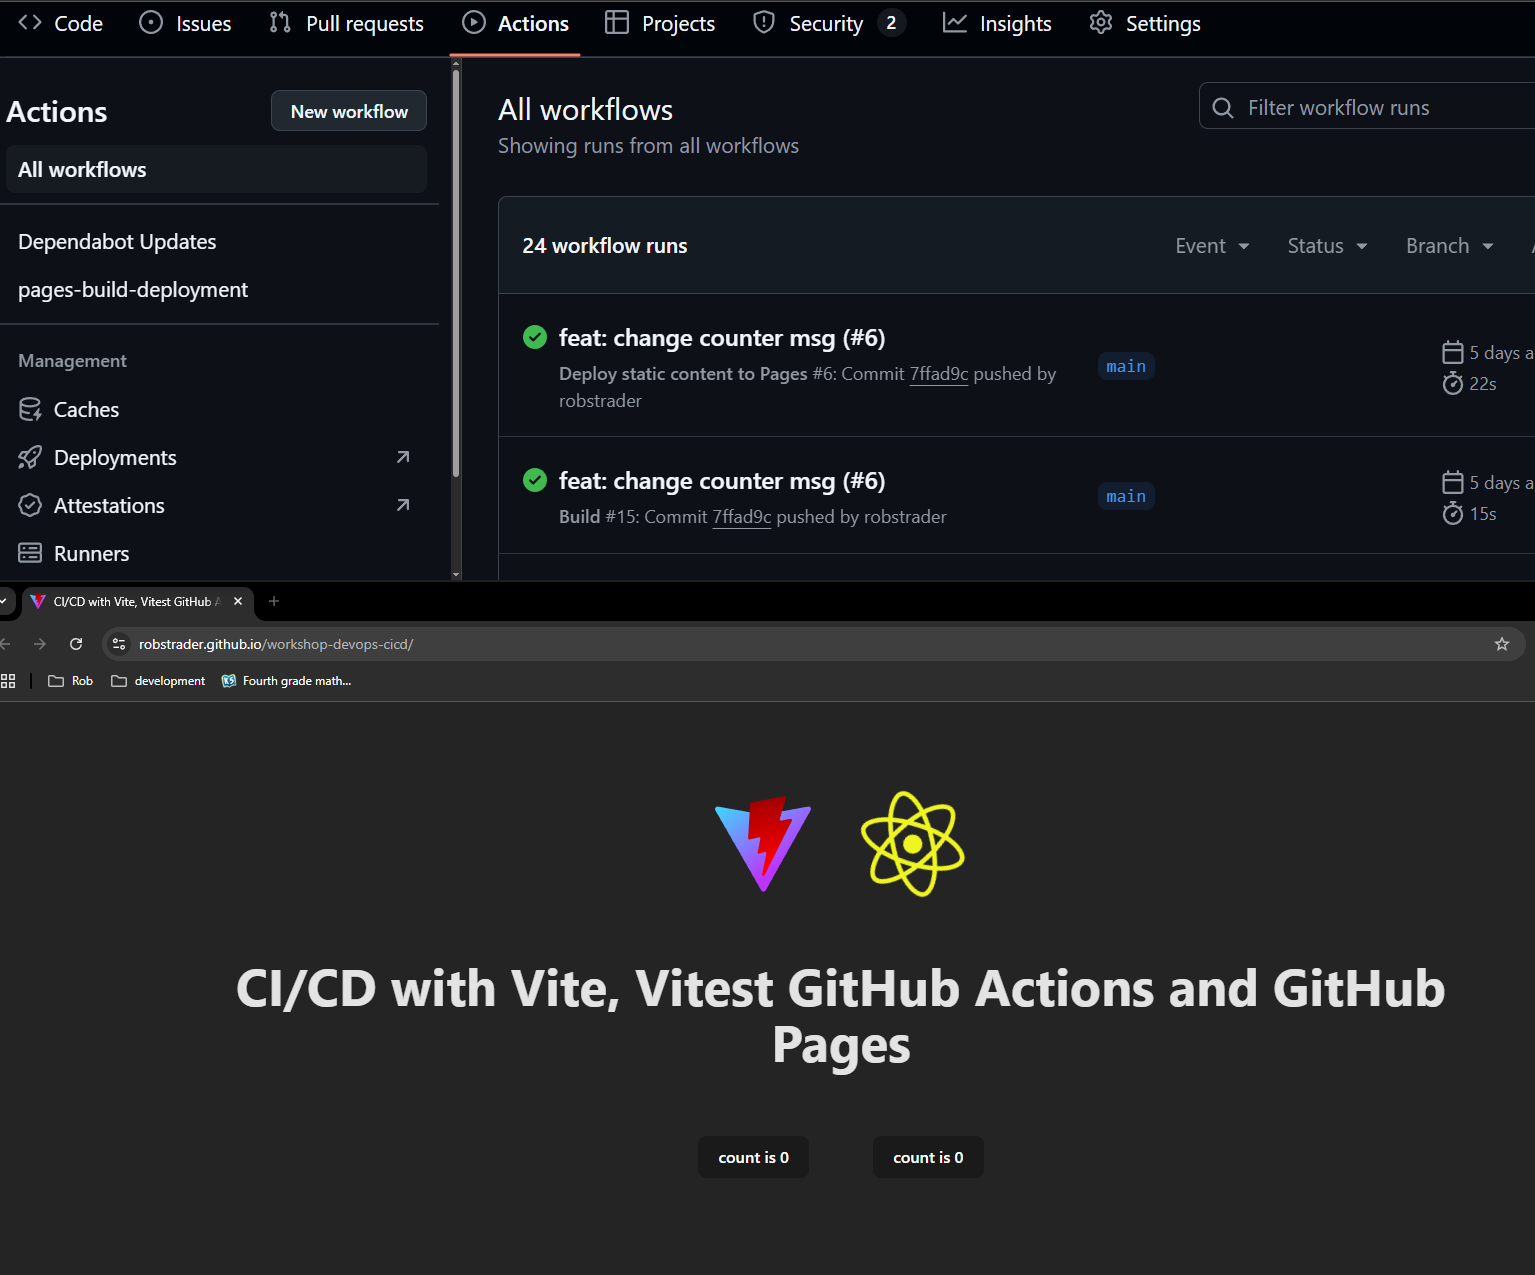 Code Issues Pull requests Actions Projects Security 2 Insights Settings
Actions
New workflow
All workflows
Dependabot Updates
pages-build-deployment
Management
Caches
Deployments
Attestations
Runners
All workflows
Showing runs from all workflows
Filter workflow runs
24 workflow runs
Event Status Branch
feat: change counter msg (#6)
Deploy static content to Pages #6: Commit 7ffad9c pushed by
robstrader
main
5 days a
22s
feat: change counter msg (#6)
Build #15: Commit 7ffad9c pushed by robstrader
main
5 days a
15s
CI/CD with Vite, Vitest GitHub A
robstrader.github.io/workshop-devops-cicd/
Rob development Fourth grade math...
CI/CD with Vite, Vitest GitHub Actions and GitHub
Pages
count is 0 count is 0